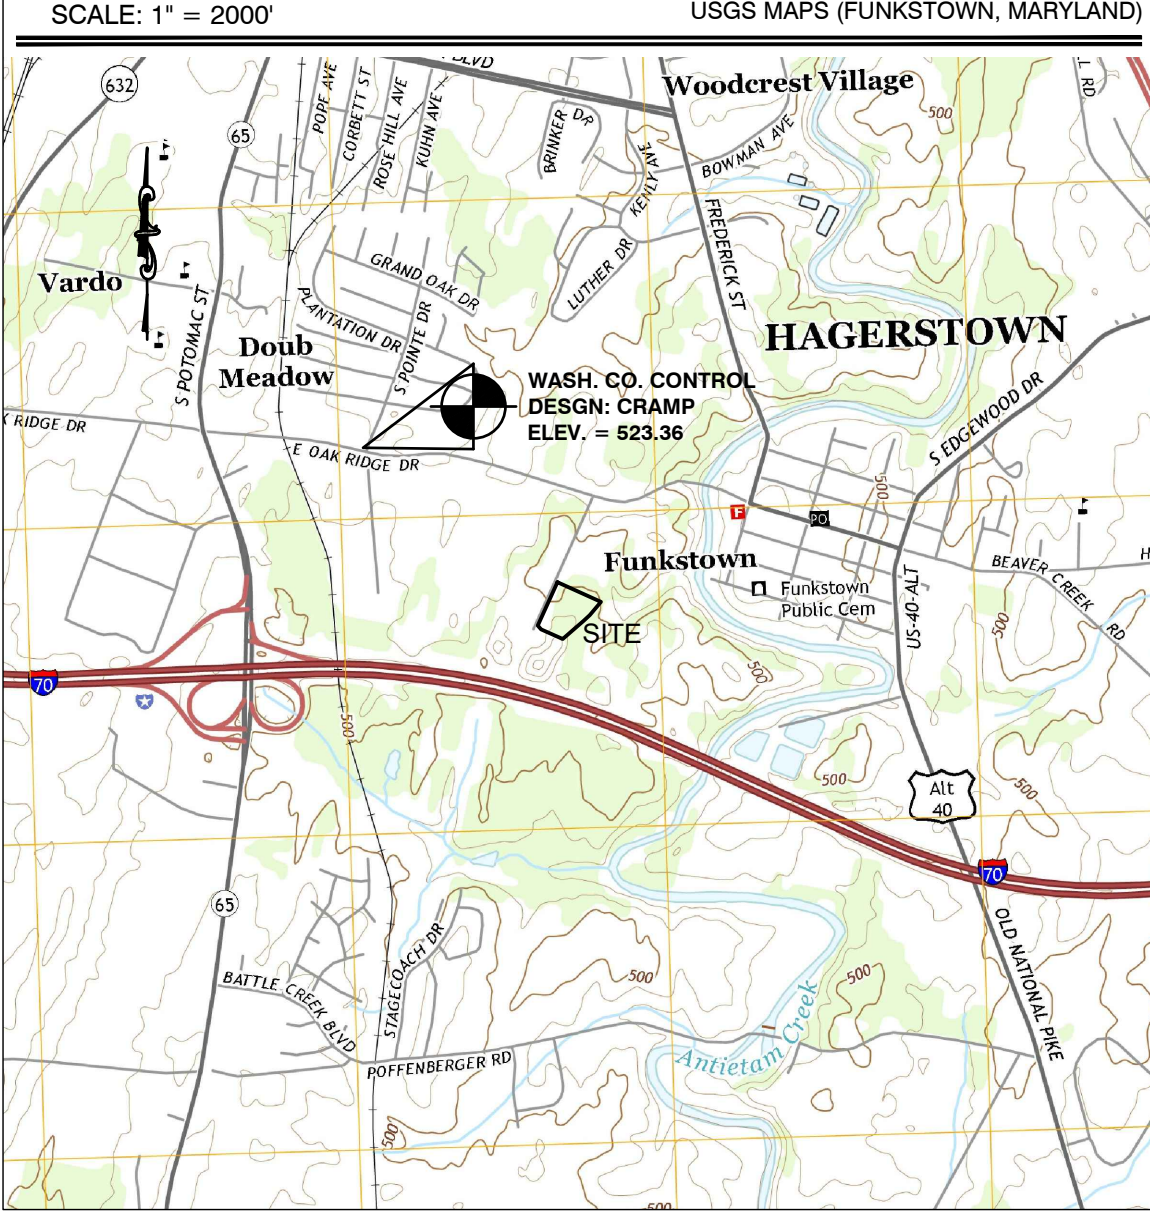 SCALE: 1" = 2000'
USGS MAPS (FUNKSTOWN, MARYLAND)
BLVD
632
65
POPE AVE
CORBETT ST
ROSE HILL AVE
KUHN AVE
BRINKER DR
KENLY AVE
Woodcrest Village
BOWMAN AVE
500
LL RD
FREDERICK ST
LUTHER DR
GRAND OAK DR
PLANTATION DR
S POINTE DR
Vardo
S POTOMAC ST
Doub
Meadow
HAGERSTOWN
WASH. CO. CONTROL
DESGN: CRAMP
ELEV. = 523.36
K RIDGE DR
E OAK RIDGE DR
S EDGEWOOD DR
500
F
PO
Funkstown
Funkstown
Public Cem
US-40-ALT
BEAVER CREEK RD
H
500
SITE
70
500
500
500
500
Alt
40
70
65
OLD NATIONAL PIKE
BATTLE CREEK BLVD
STAGECOACH DR
500
500
Antietam Creek
POFFENBERGER RD
500
500